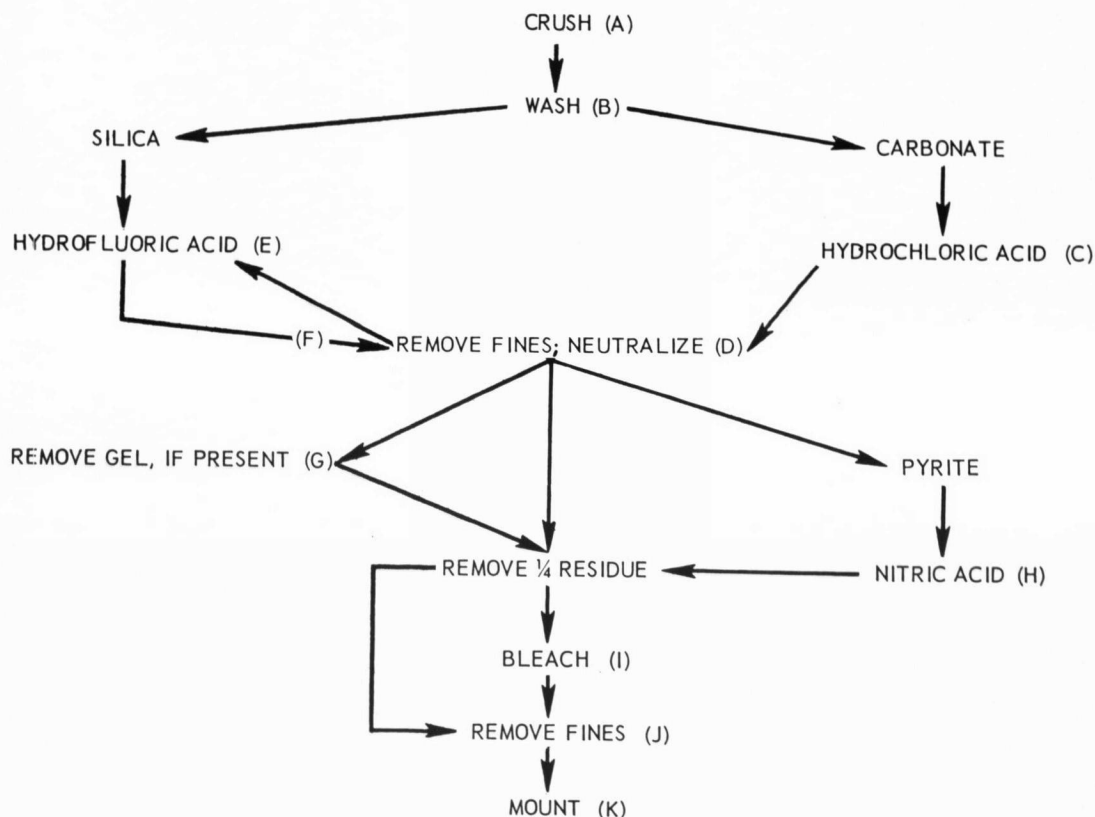 CRUSH (A)
WASH (B)
SILICA
CARBONATE
HYDROFLUORIC ACID (E)
HYDROCHLORIC ACID (C)
(F)
REMOVE FINES; NEUTRALIZE (D)
REMOVE GEL, IF PRESENT (G)
PYRITE
REMOVE ¼ RESIDUE
NITRIC ACID (H)
BLEACH (I)
REMOVE FINES (J)
MOUNT (K)